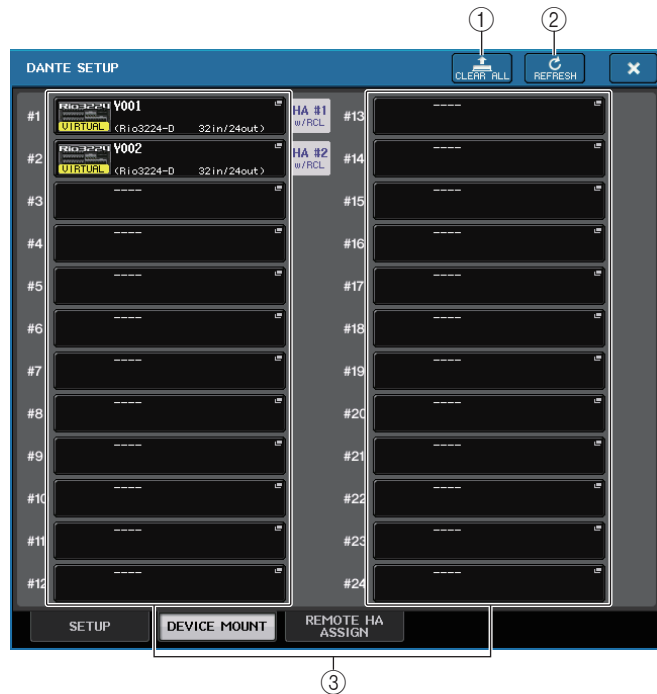 ① ②
DANTE SETUP CLEAR ALL REFRESH ×
#1 Rio3224 VIRTUAL Y001 (Rio3224-D 32in/24out) HA #1 w/RCL #13 ----
#2 Rio3224 VIRTUAL Y002 (Rio3224-D 32in/24out) HA #2 w/RCL #14 ----
#3 ---- #15 ----
#4 ---- #16 ----
#5 ---- #17 ----
#6 ---- #18 ----
#7 ---- #19 ----
#8 ---- #20 ----
#9 ---- #21 ----
#10 ---- #22 ----
#11 ---- #23 ----
#12 ---- #24 ----
SETUP DEVICE MOUNT REMOTE HA ASSIGN
③